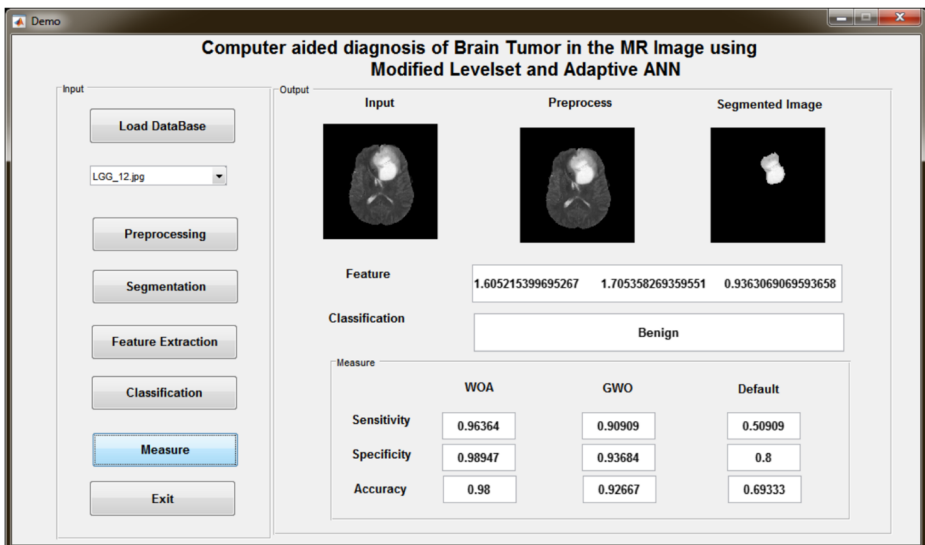 Demo
Computer aided diagnosis of Brain Tumor in the MR Image using
Modified Levelset and Adaptive ANN
Input
Load DataBase
LGG_12.jpg
Preprocessing
Segmentation
Feature Extraction
Classification
Measure
Exit
Output
Input Preprocess Segmented Image
Feature 1.605215399695267 1.705358269359551 0.9363069069593658
Classification Benign
Measure
WOA GWO Default
Sensitivity 0.96364 0.90909 0.50909
Specificity 0.98947 0.93684 0.8
Accuracy 0.98 0.92667 0.69333